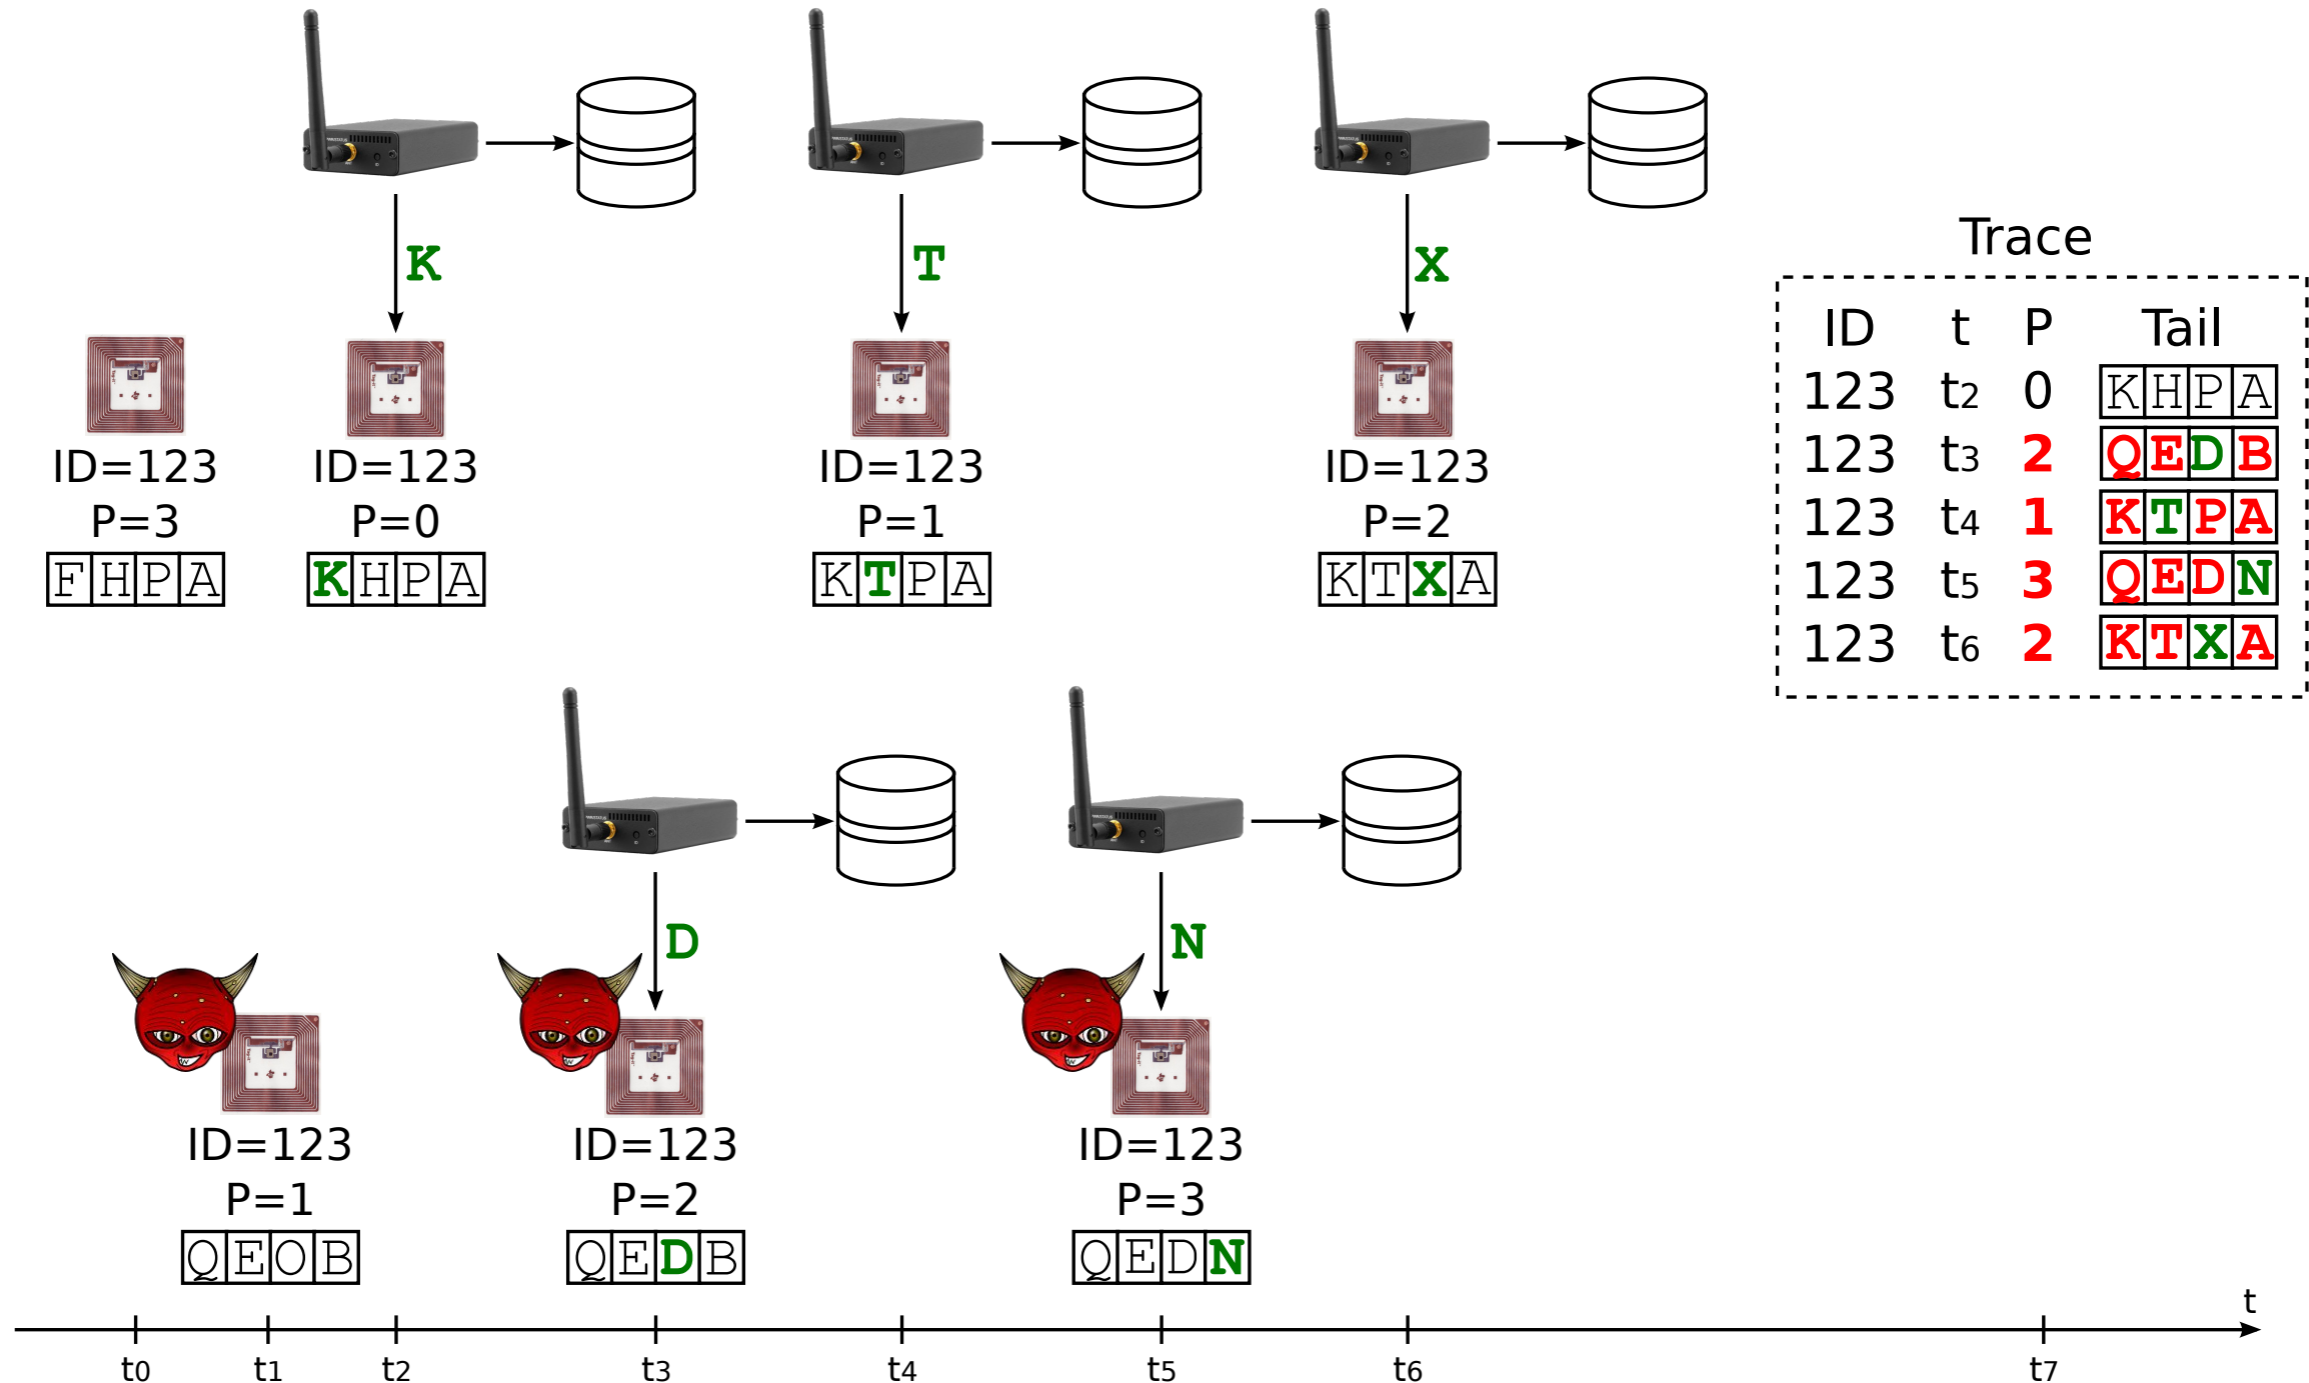 K
T
X
ID=123
P=3
FHPA
ID=123
P=0
KHPA
ID=123
P=1
KTPA
ID=123
P=2
KTXA
Trace
ID t P Tail
123 t2 0 KHPA
123 t3 2 QEDB
123 t4 1 KTPA
123 t5 3 QEDN
123 t6 2 KTXA
D
N
ID=123
P=1
QEOB
ID=123
P=2
QEDB
ID=123
P=3
QEDN
t
t0 t1 t2 t3 t4 t5 t6 t7